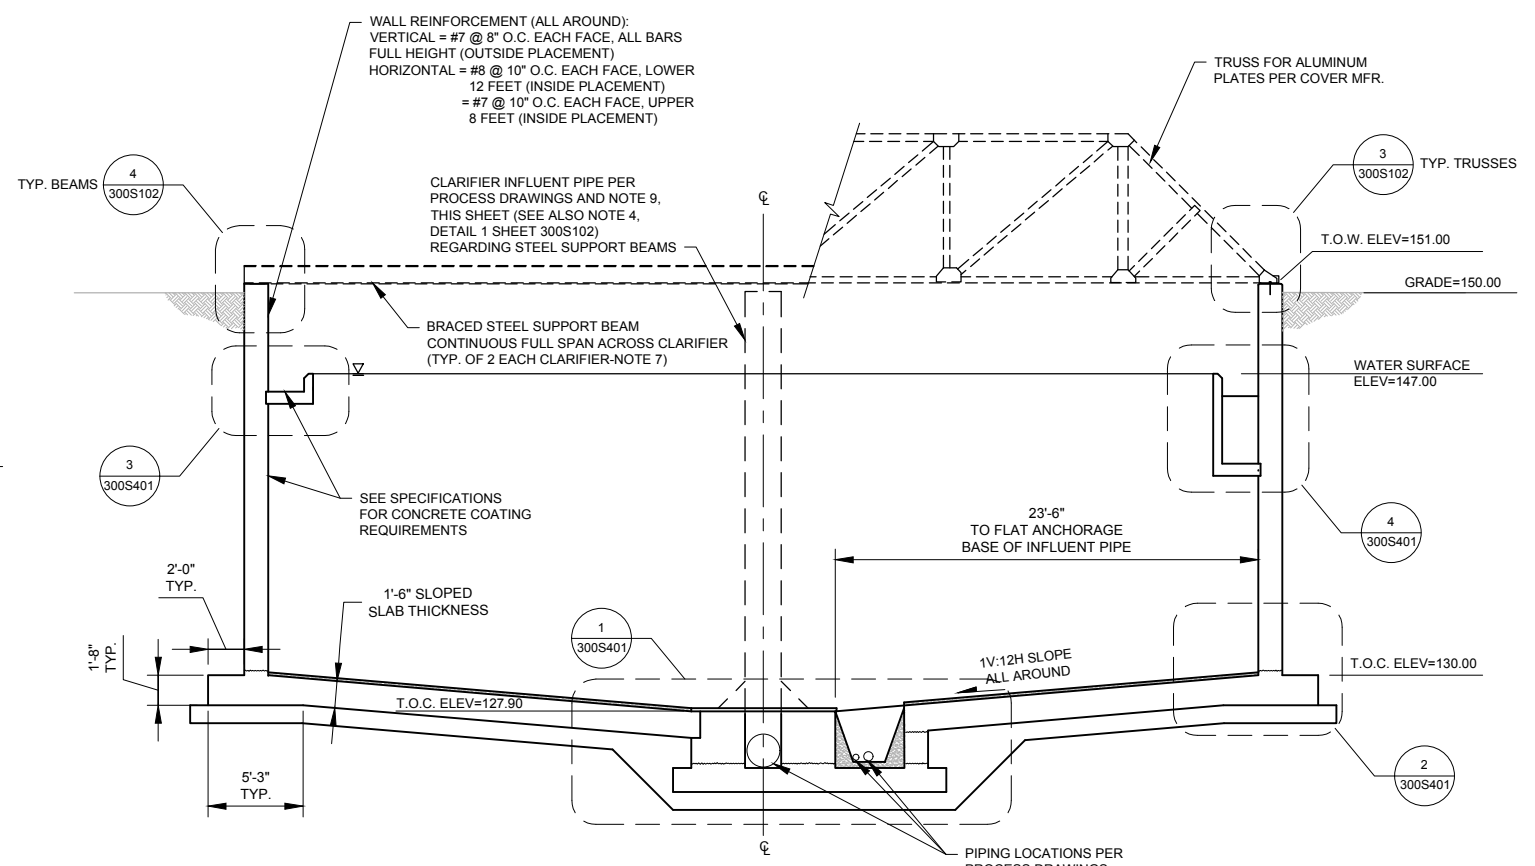 WALL REINFORCEMENT (ALL AROUND):
VERTICAL = #7 @ 8" O.C. EACH FACE, ALL BARS
FULL HEIGHT (OUTSIDE PLACEMENT)
HORIZONTAL = #8 @ 10" O.C. EACH FACE, LOWER
12 FEET (INSIDE PLACEMENT)
= #7 @ 10" O.C. EACH FACE, UPPER
8 FEET (INSIDE PLACEMENT)
TRUSS FOR ALUMINUM
PLATES PER COVER MFR.
TYP. BEAMS
4
300S102
3
300S102
TYP. TRUSSES
CLARIFIER INFLUENT PIPE PER
PROCESS DRAWINGS AND NOTE 9,
THIS SHEET (SEE ALSO NOTE 4,
DETAIL 1 SHEET 300S102)
REGARDING STEEL SUPPORT BEAMS
℄
T.O.W. ELEV=151.00
GRADE=150.00
BRACED STEEL SUPPORT BEAM
CONTINUOUS FULL SPAN ACROSS CLARIFIER
(TYP. OF 2 EACH CLARIFIER-NOTE 7)
WATER SURFACE
ELEV=147.00
3
300S401
SEE SPECIFICATIONS
FOR CONCRETE COATING
REQUIREMENTS
23'-6"
TO FLAT ANCHORAGE
BASE OF INFLUENT PIPE
4
300S401
2'-0"
TYP.
1'-6" SLOPED
SLAB THICKNESS
1
300S401
1'-8"
TYP.
1V:12H SLOPE
ALL AROUND
T.O.C. ELEV=130.00
T.O.C. ELEV=127.90
5'-3"
TYP.
2
300S401
℄
PIPING LOCATIONS PER
PROCESS DRAWINGS